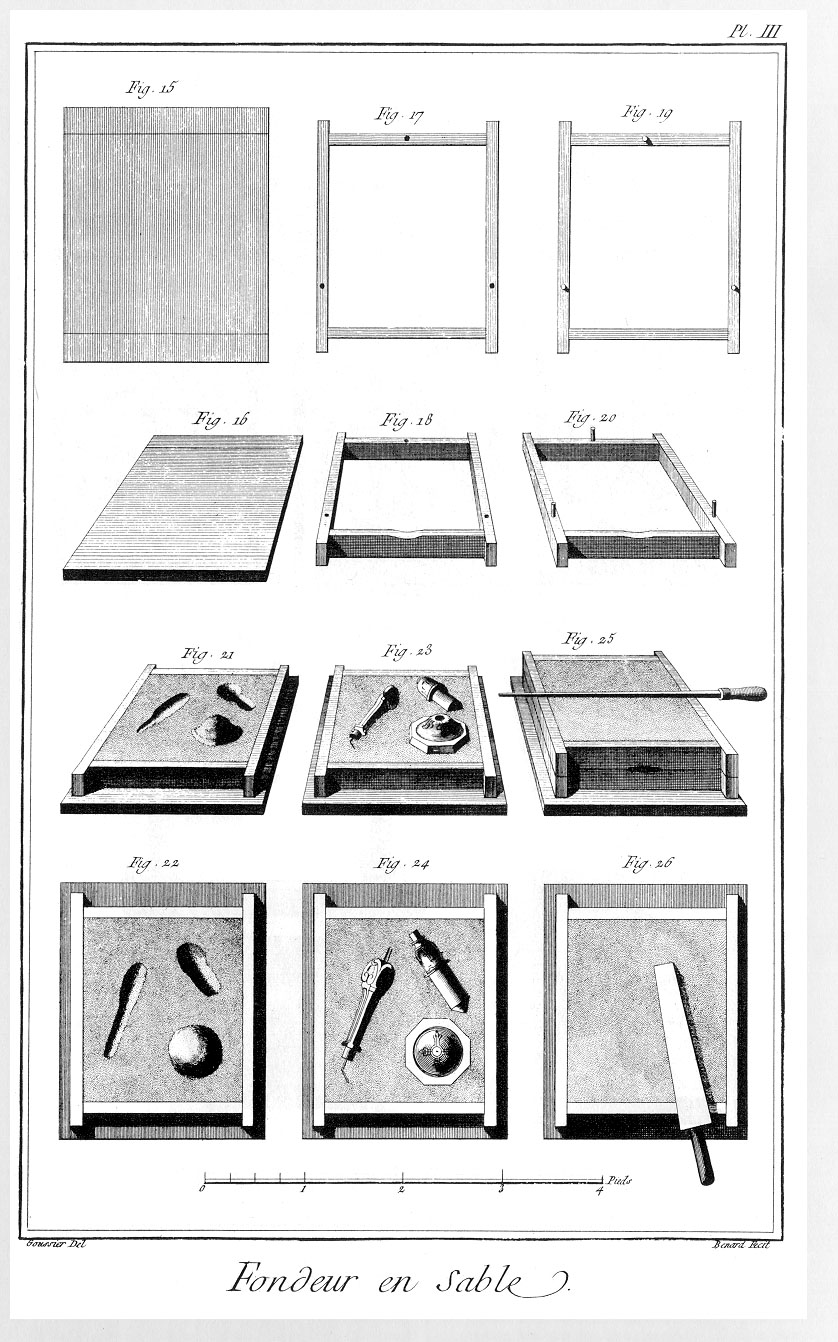 Pl. III
Fig. 15
Fig. 17
Fig. 19
Fig. 16
Fig. 18
Fig. 20
Fig. 21
Fig. 23
Fig. 25
Fig. 22
Fig. 24
Fig. 26
0 1 2 3 4 Pieds
Goussier Del
Benard Fecit
Fondeur en Sable.